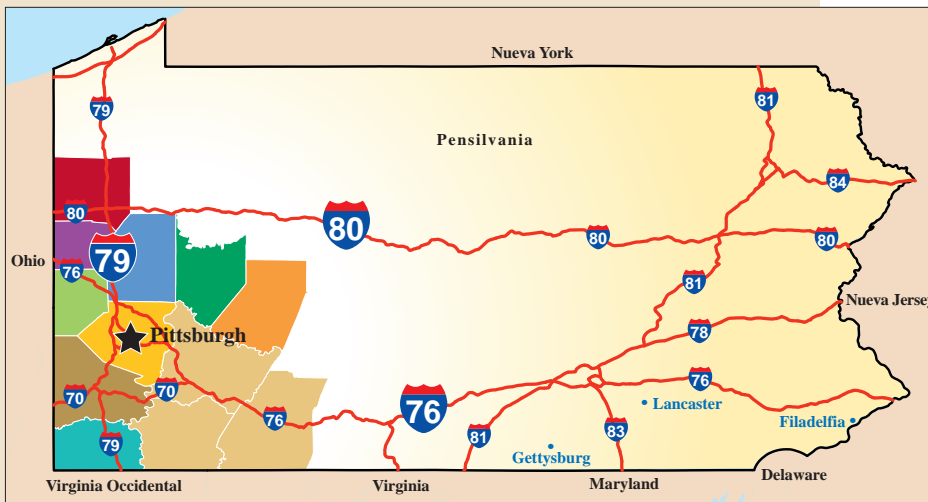 Nueva York
81
79
Pensilvania
84
80
80
80
80
79
Ohio
76
81
Nueva Jersey
78
Pittsburgh
76
70
70
76
76
Lancaster
Filadelfia
81
83
79
Gettysburg
Delaware
Virginia Occidental
Virginia
Maryland